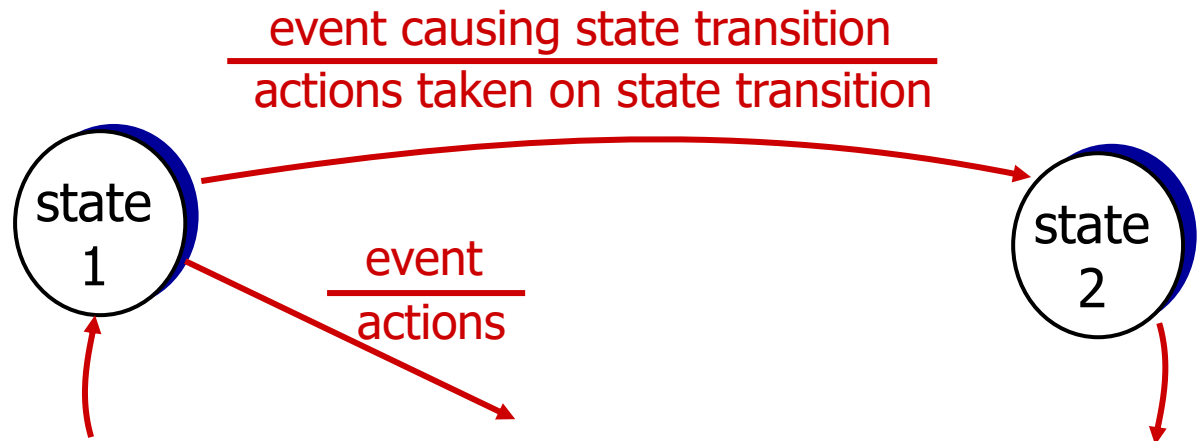 event causing state transition
actions taken on state transition
state
1
event
actions
state
2